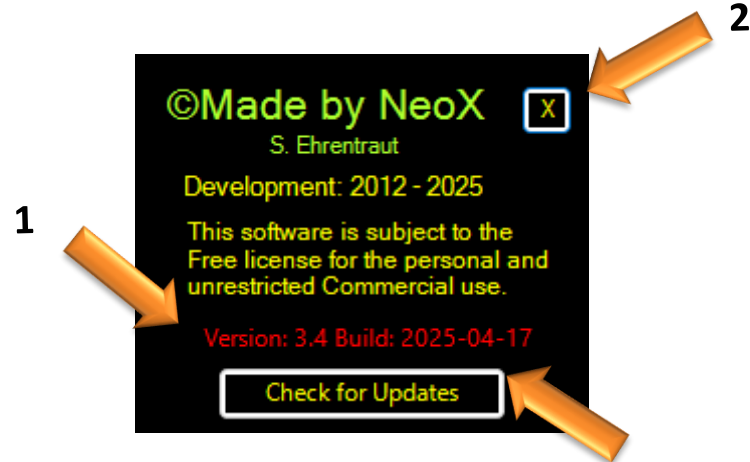 2
©Made by NeoX
X
S. Ehrentraut
Development: 2012 - 2025
1
This software is subject to the
Free license for the personal and
unrestricted Commercial use.
Version: 3.4 Build: 2025-04-17
Check for Updates